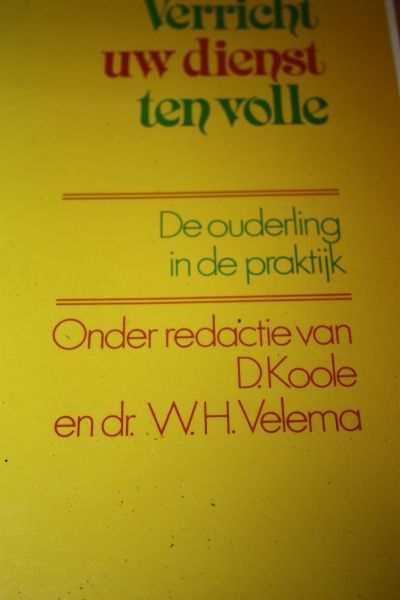 Verricht
uw dienst
ten volle
De ouderling
in de praktijk
Onder redactie van
D. Koole
en dr. W. H. Velema